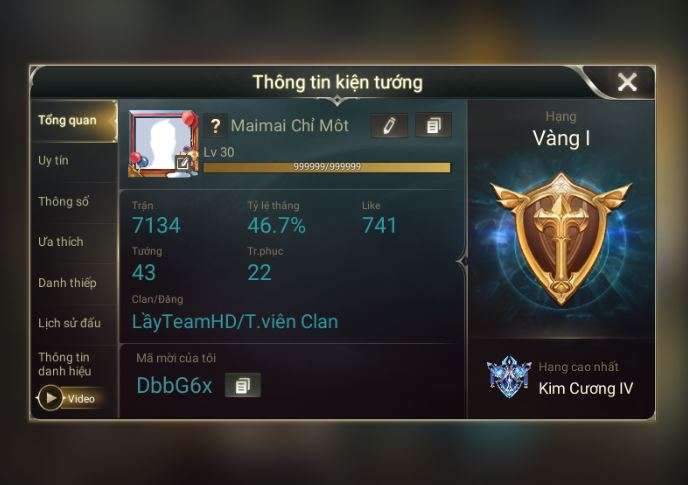 Thông tin kiện tướng
Tổng quan
Uy tín
Thông số
Ưa thích
Danh thiếp
Lịch sử đấu
Thông tin
danh hiệu
Video
? Maimai Chỉ Một
Lv 30
999999/999999
Trận Tỷ lệ thắng Like
7134 46.7% 741
Tướng Tr.phục
43 22
Clan/Đẳng
LầyTeamHD/T.viên Clan
Mã mời của tôi
DbbG6x
Hạng
Vàng I
Hạng cao nhất
Kim Cương IV